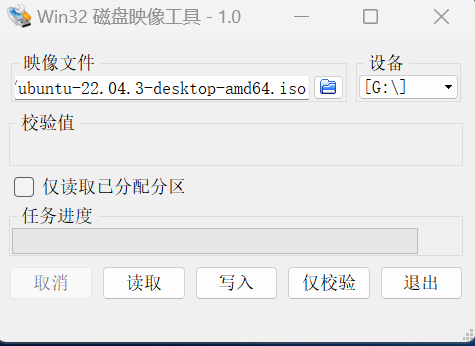 Win32 磁盘映像工具 - 1.0
映像文件
设备
/ubuntu-22.04.3-desktop-amd64.iso
[G:\]
校验值
仅读取已分配分区
任务进度
取消
读取
写入
仅校验
退出